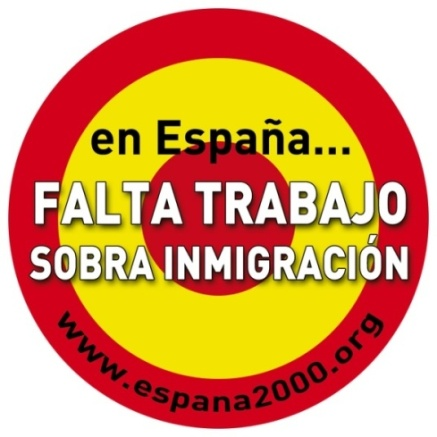 en España...
FALTA TRABAJO
SOBRA INMIGRACIÓN
www.espana2000.org